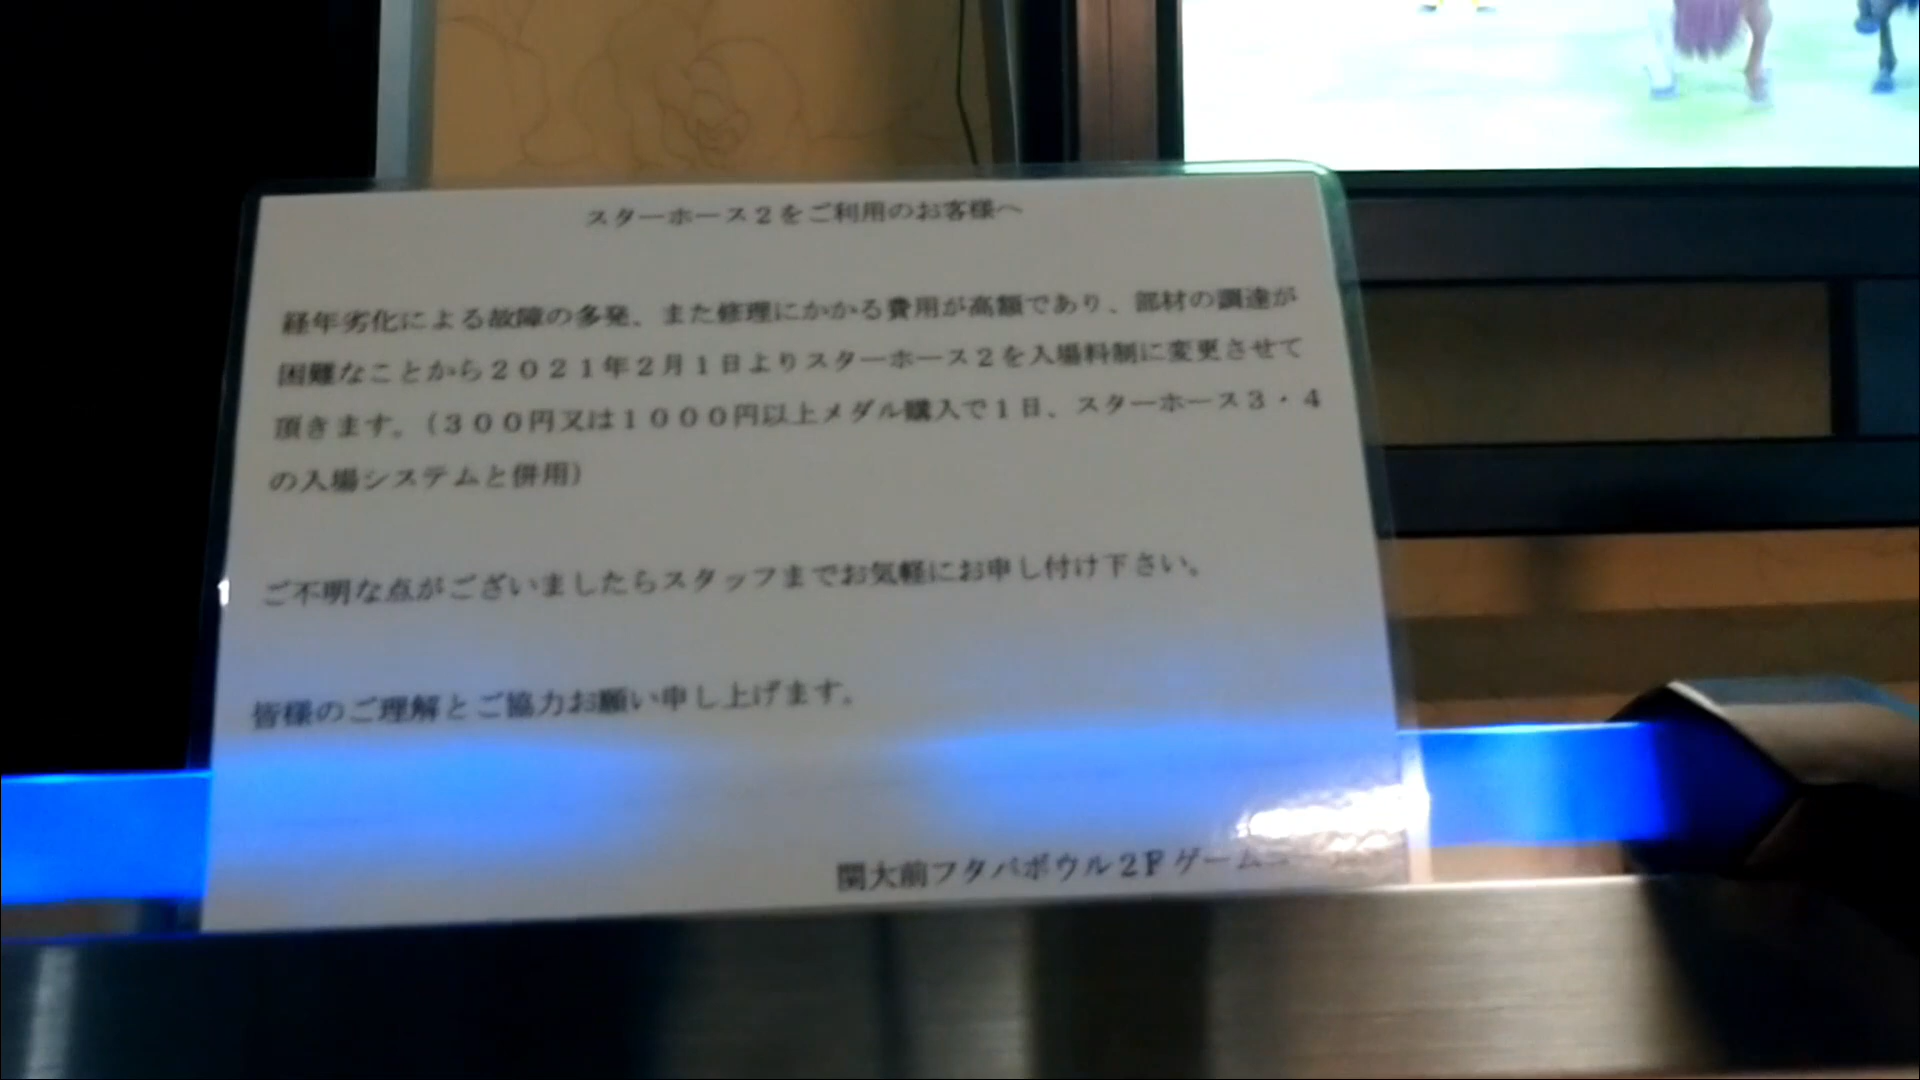 スターホース２をご利用のお客様へ
経年劣化による故障の多発、また修理にかかる費用が高額であり、部材の調達が
困難なことから２０２１年２月１日よりスターホース２を入場料制に変更させて
頂きます。（３００円又は１０００円以上メダル購入で１日、スターホース３・４
の入場システムと併用）
ご不明な点がございましたらスタッフまでお気軽にお申し付け下さい。
皆様のご理解とご協力お願い申し上げます。
関大前フタバボウル２Ｆゲーム